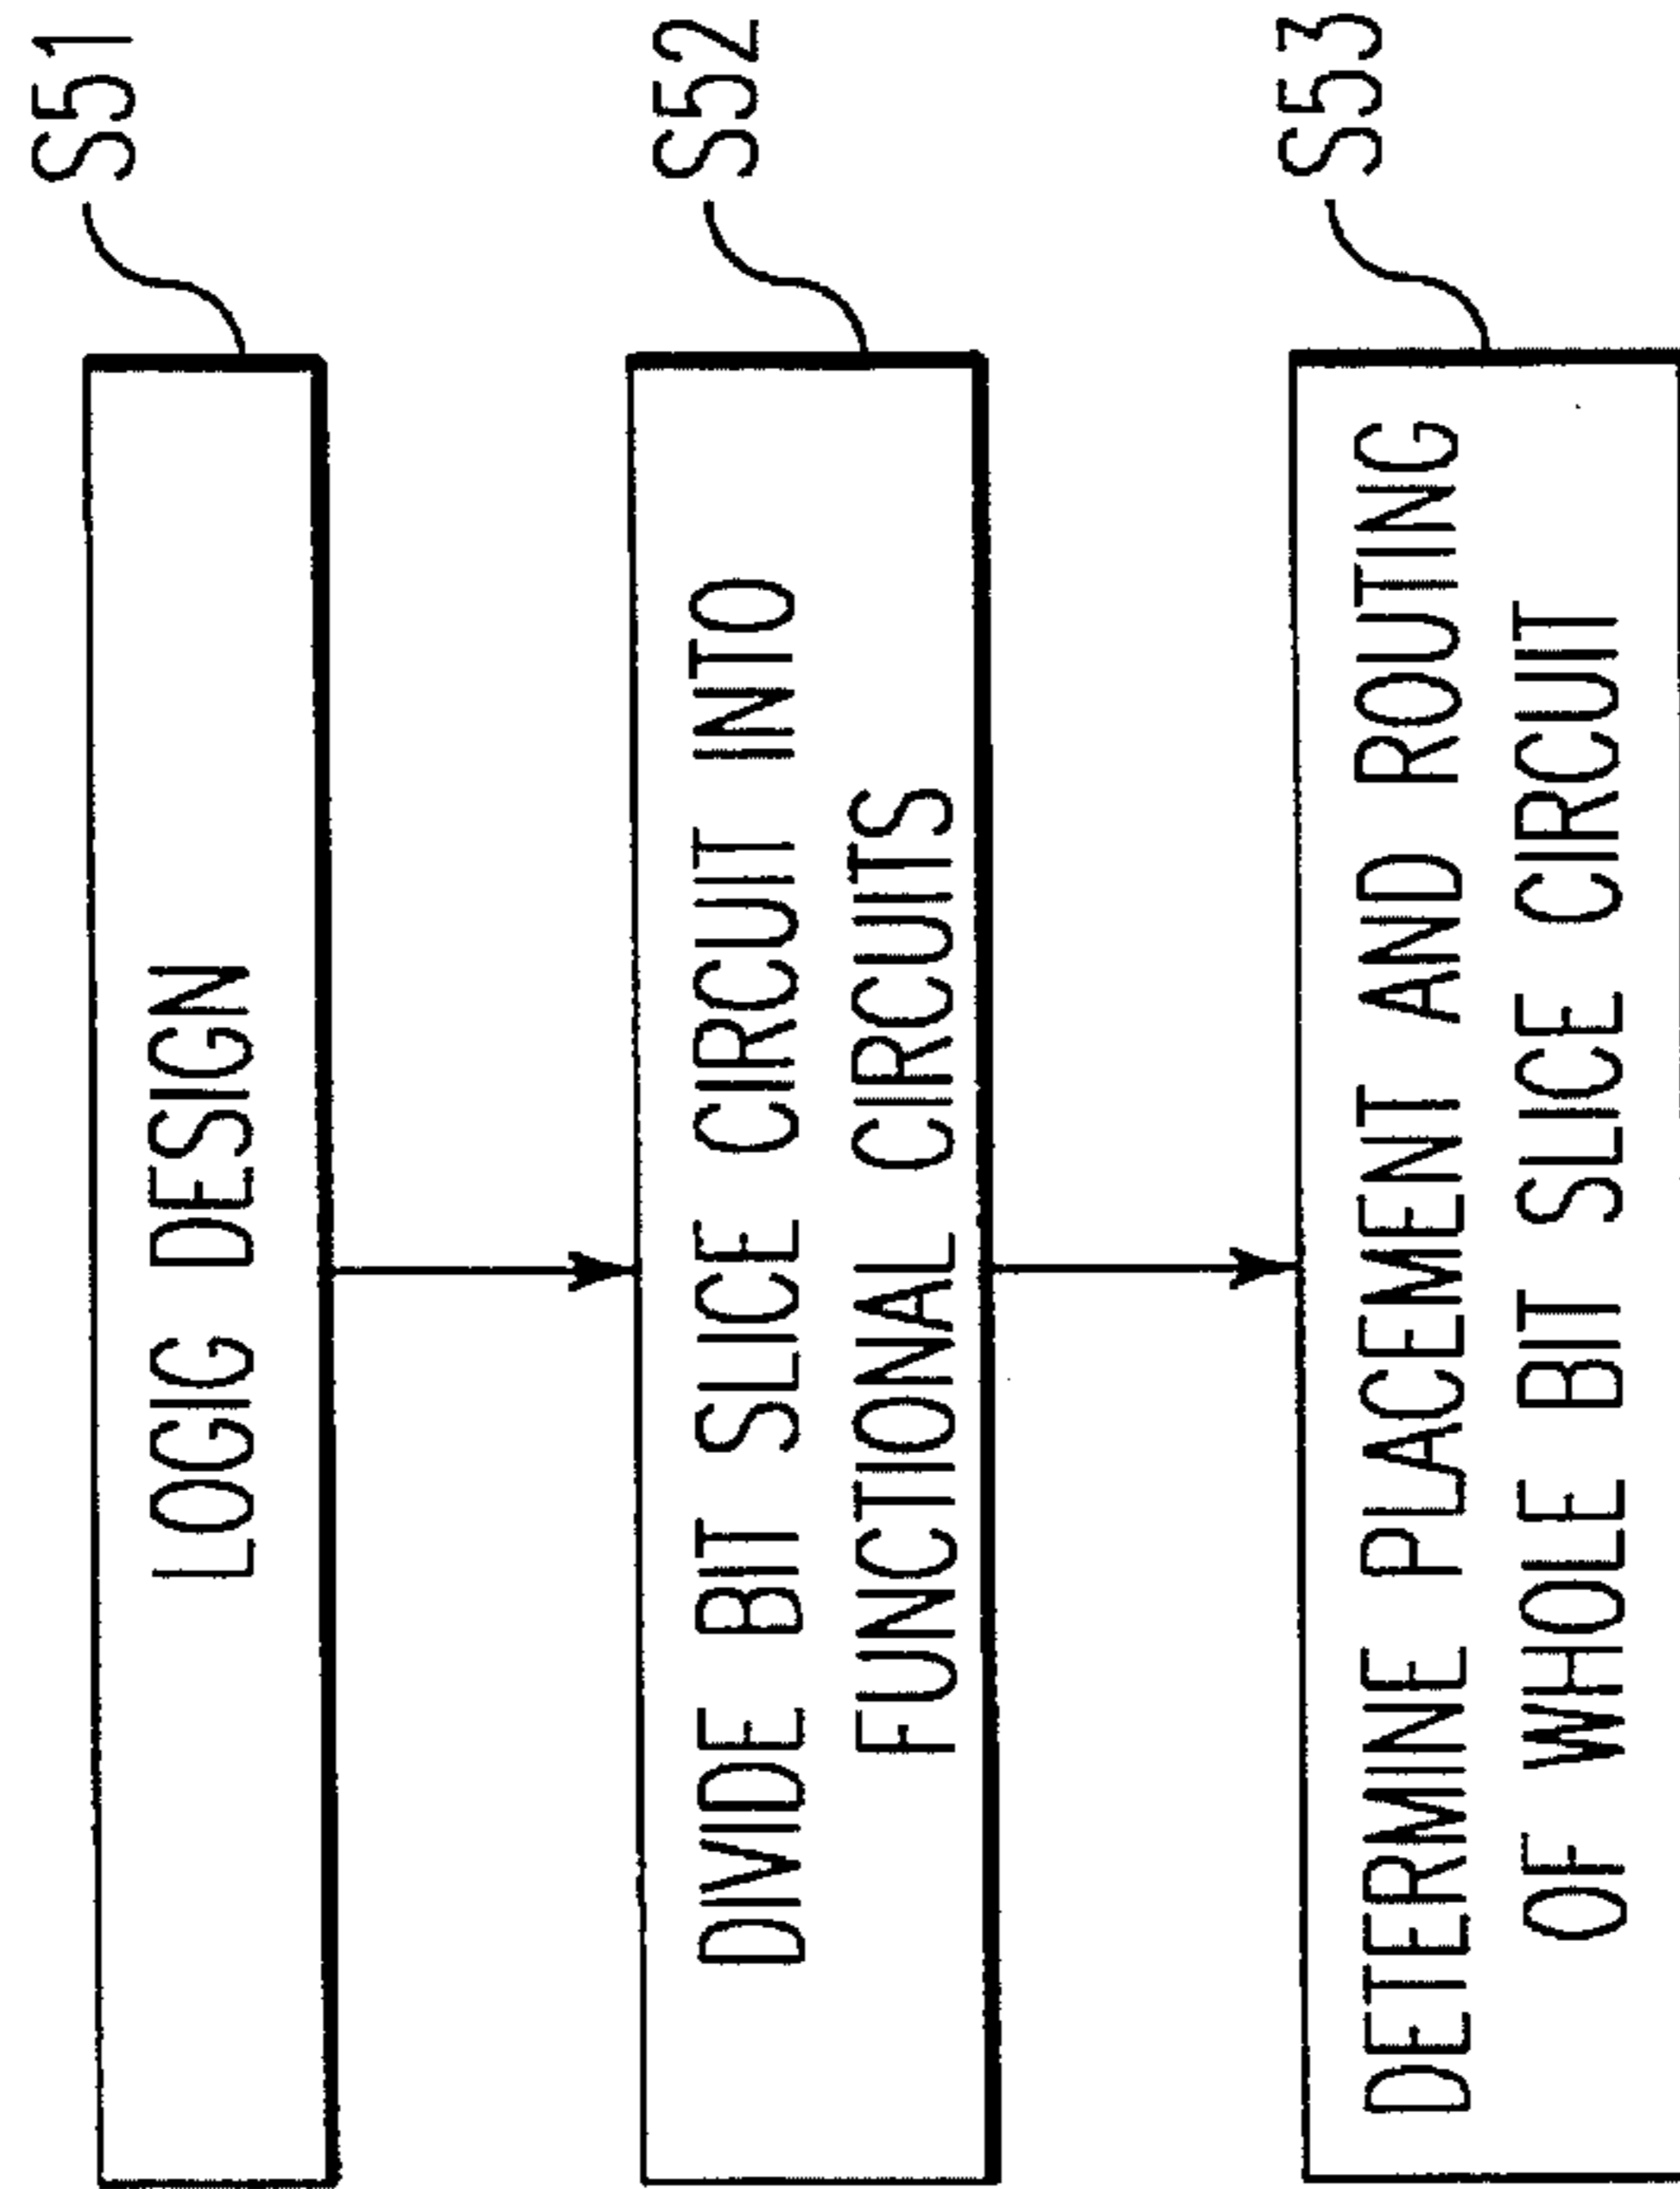 LOGIC DESIGN
S51
DIVIDE BIT SLICE CIRCUIT INTO
FUNCTIONAL CIRCUITS
S52
DETERMINE PLACEMENT AND ROUTING
OF WHOLE BIT SLICE CIRCUIT
S53